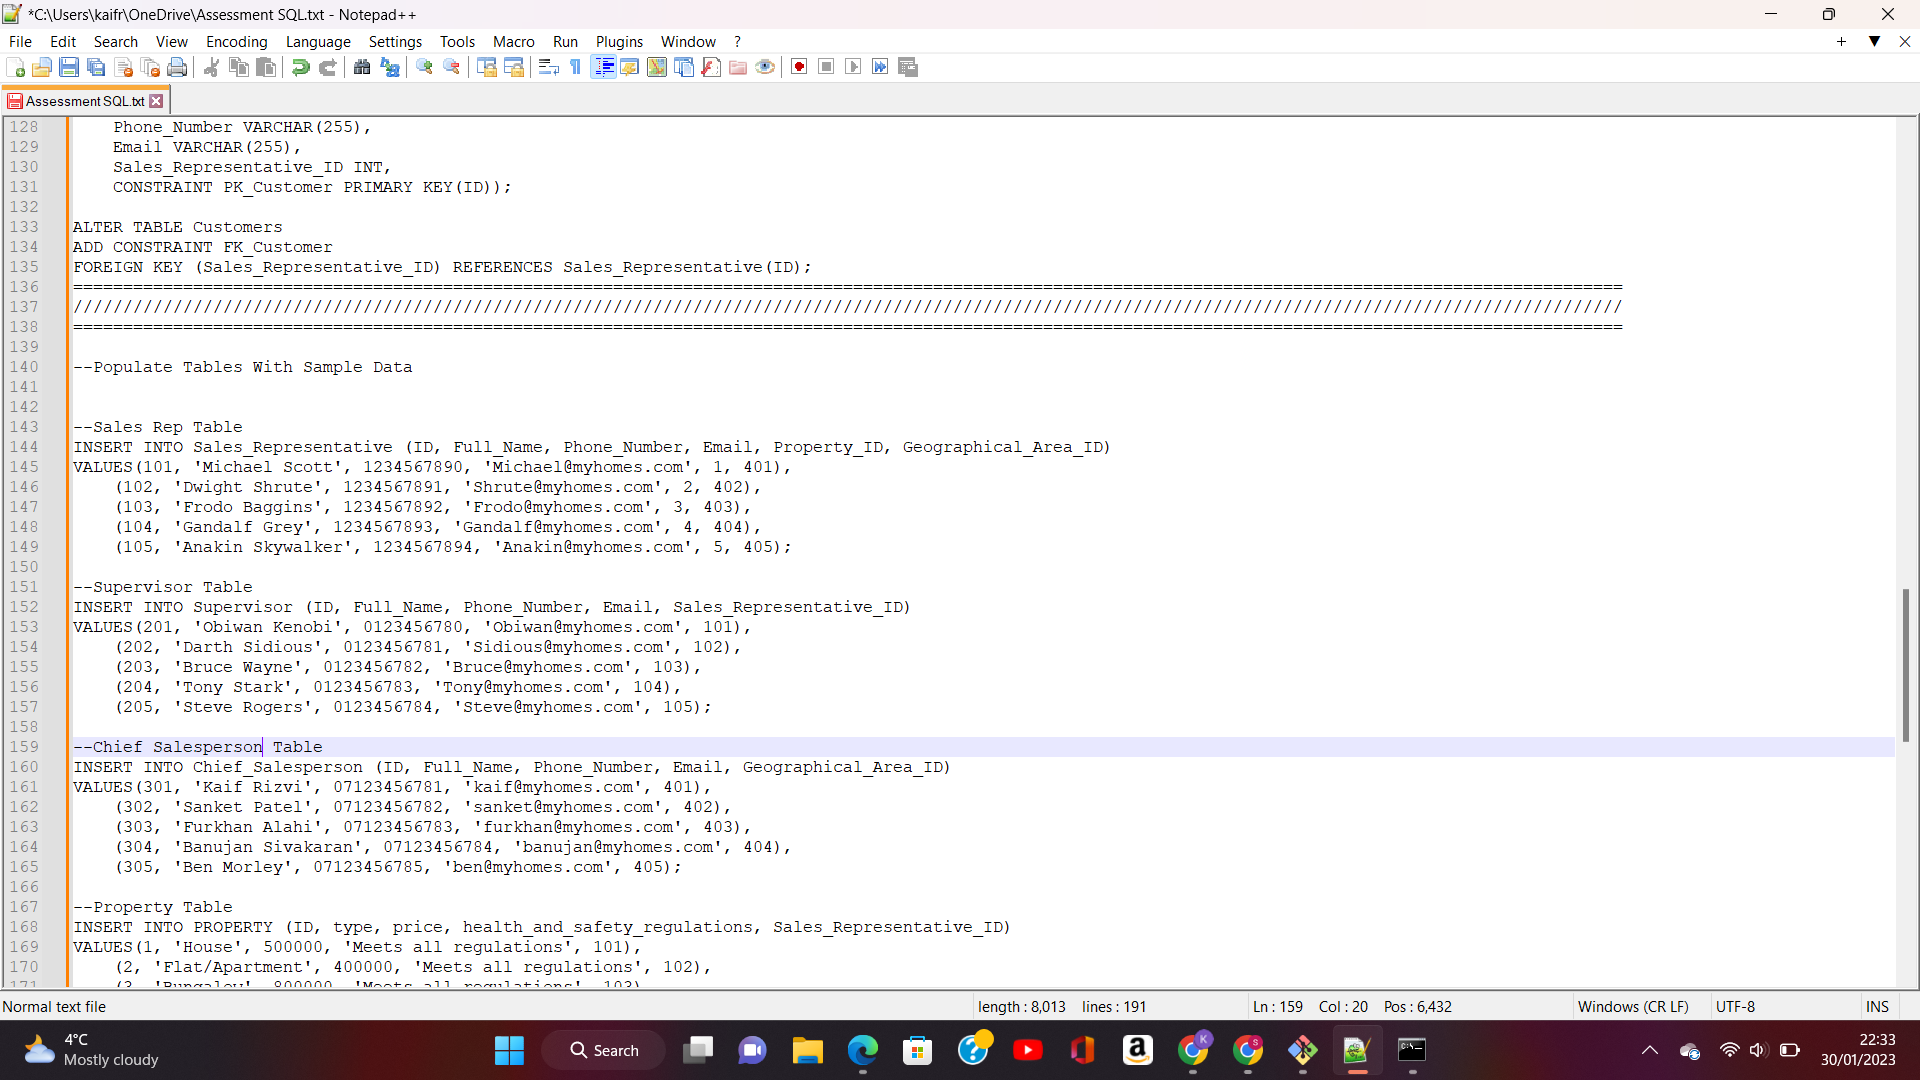 *C:\Users\kaifr\OneDrive\Assessment SQL.txt - Notepad++
File Edit Search View Encoding Language Settings Tools Macro Run Plugins Window ?
Assessment SQL.txt
128 Phone_Number VARCHAR(255),
129 Email VARCHAR(255),
130 Sales_Representative_ID INT,
131 CONSTRAINT PK_Customer PRIMARY KEY(ID));
132
133 ALTER TABLE Customers
134 ADD CONSTRAINT FK_Customer
135 FOREIGN KEY (Sales_Representative_ID) REFERENCES Sales_Representative(ID);
136 ===========================================================================================================================================================
137 ///////////////////////////////////////////////////////////////////////////////////////////////////////////////////////////////////////////////////////////
138 ===========================================================================================================================================================
139
140 --Populate Tables With Sample Data
141
142
143 --Sales Rep Table
144 INSERT INTO Sales_Representative (ID, Full_Name, Phone_Number, Email, Property_ID, Geographical_Area_ID)
145 VALUES(101, 'Michael Scott', 1234567890, 'Michael@myhomes.com', 1, 401),
146 (102, 'Dwight Shrute', 1234567891, 'Shrute@myhomes.com', 2, 402),
147 (103, 'Frodo Baggins', 1234567892, 'Frodo@myhomes.com', 3, 403),
148 (104, 'Gandalf Grey', 1234567893, 'Gandalf@myhomes.com', 4, 404),
149 (105, 'Anakin Skywalker', 1234567894, 'Anakin@myhomes.com', 5, 405);
150
151 --Supervisor Table
152 INSERT INTO Supervisor (ID, Full_Name, Phone_Number, Email, Sales_Representative_ID)
153 VALUES(201, 'Obiwan Kenobi', 0123456780, 'Obiwan@myhomes.com', 101),
154 (202, 'Darth Sidious', 0123456781, 'Sidious@myhomes.com', 102),
155 (203, 'Bruce Wayne', 0123456782, 'Bruce@myhomes.com', 103),
156 (204, 'Tony Stark', 0123456783, 'Tony@myhomes.com', 104),
157 (205, 'Steve Rogers', 0123456784, 'Steve@myhomes.com', 105);
158
159 --Chief Salesperson Table
160 INSERT INTO Chief_Salesperson (ID, Full_Name, Phone_Number, Email, Geographical_Area_ID)
161 VALUES(301, 'Kaif Rizvi', 07123456781, 'kaif@myhomes.com', 401),
162 (302, 'Sanket Patel', 07123456782, 'sanket@myhomes.com', 402),
163 (303, 'Furkhan Alahi', 07123456783, 'furkhan@myhomes.com', 403),
164 (304, 'Banujan Sivakaran', 07123456784, 'banujan@myhomes.com', 404),
165 (305, 'Ben Morley', 07123456785, 'ben@myhomes.com', 405);
166
167 --Property Table
168 INSERT INTO PROPERTY (ID, type, price, health_and_safety_regulations, Sales_Representative_ID)
169 VALUES(1, 'House', 500000, 'Meets all regulations', 101),
170 (2, 'Flat/Apartment', 400000, 'Meets all regulations', 102),
171 (3, 'Bungalow', 800000, 'Meets all regulations', 103)
Normal text file length : 8,013 lines : 191 Ln : 159 Col : 20 Pos : 6,432 Windows (CR LF) UTF-8 INS
4°C
Mostly cloudy
Search
22:33
30/01/2023